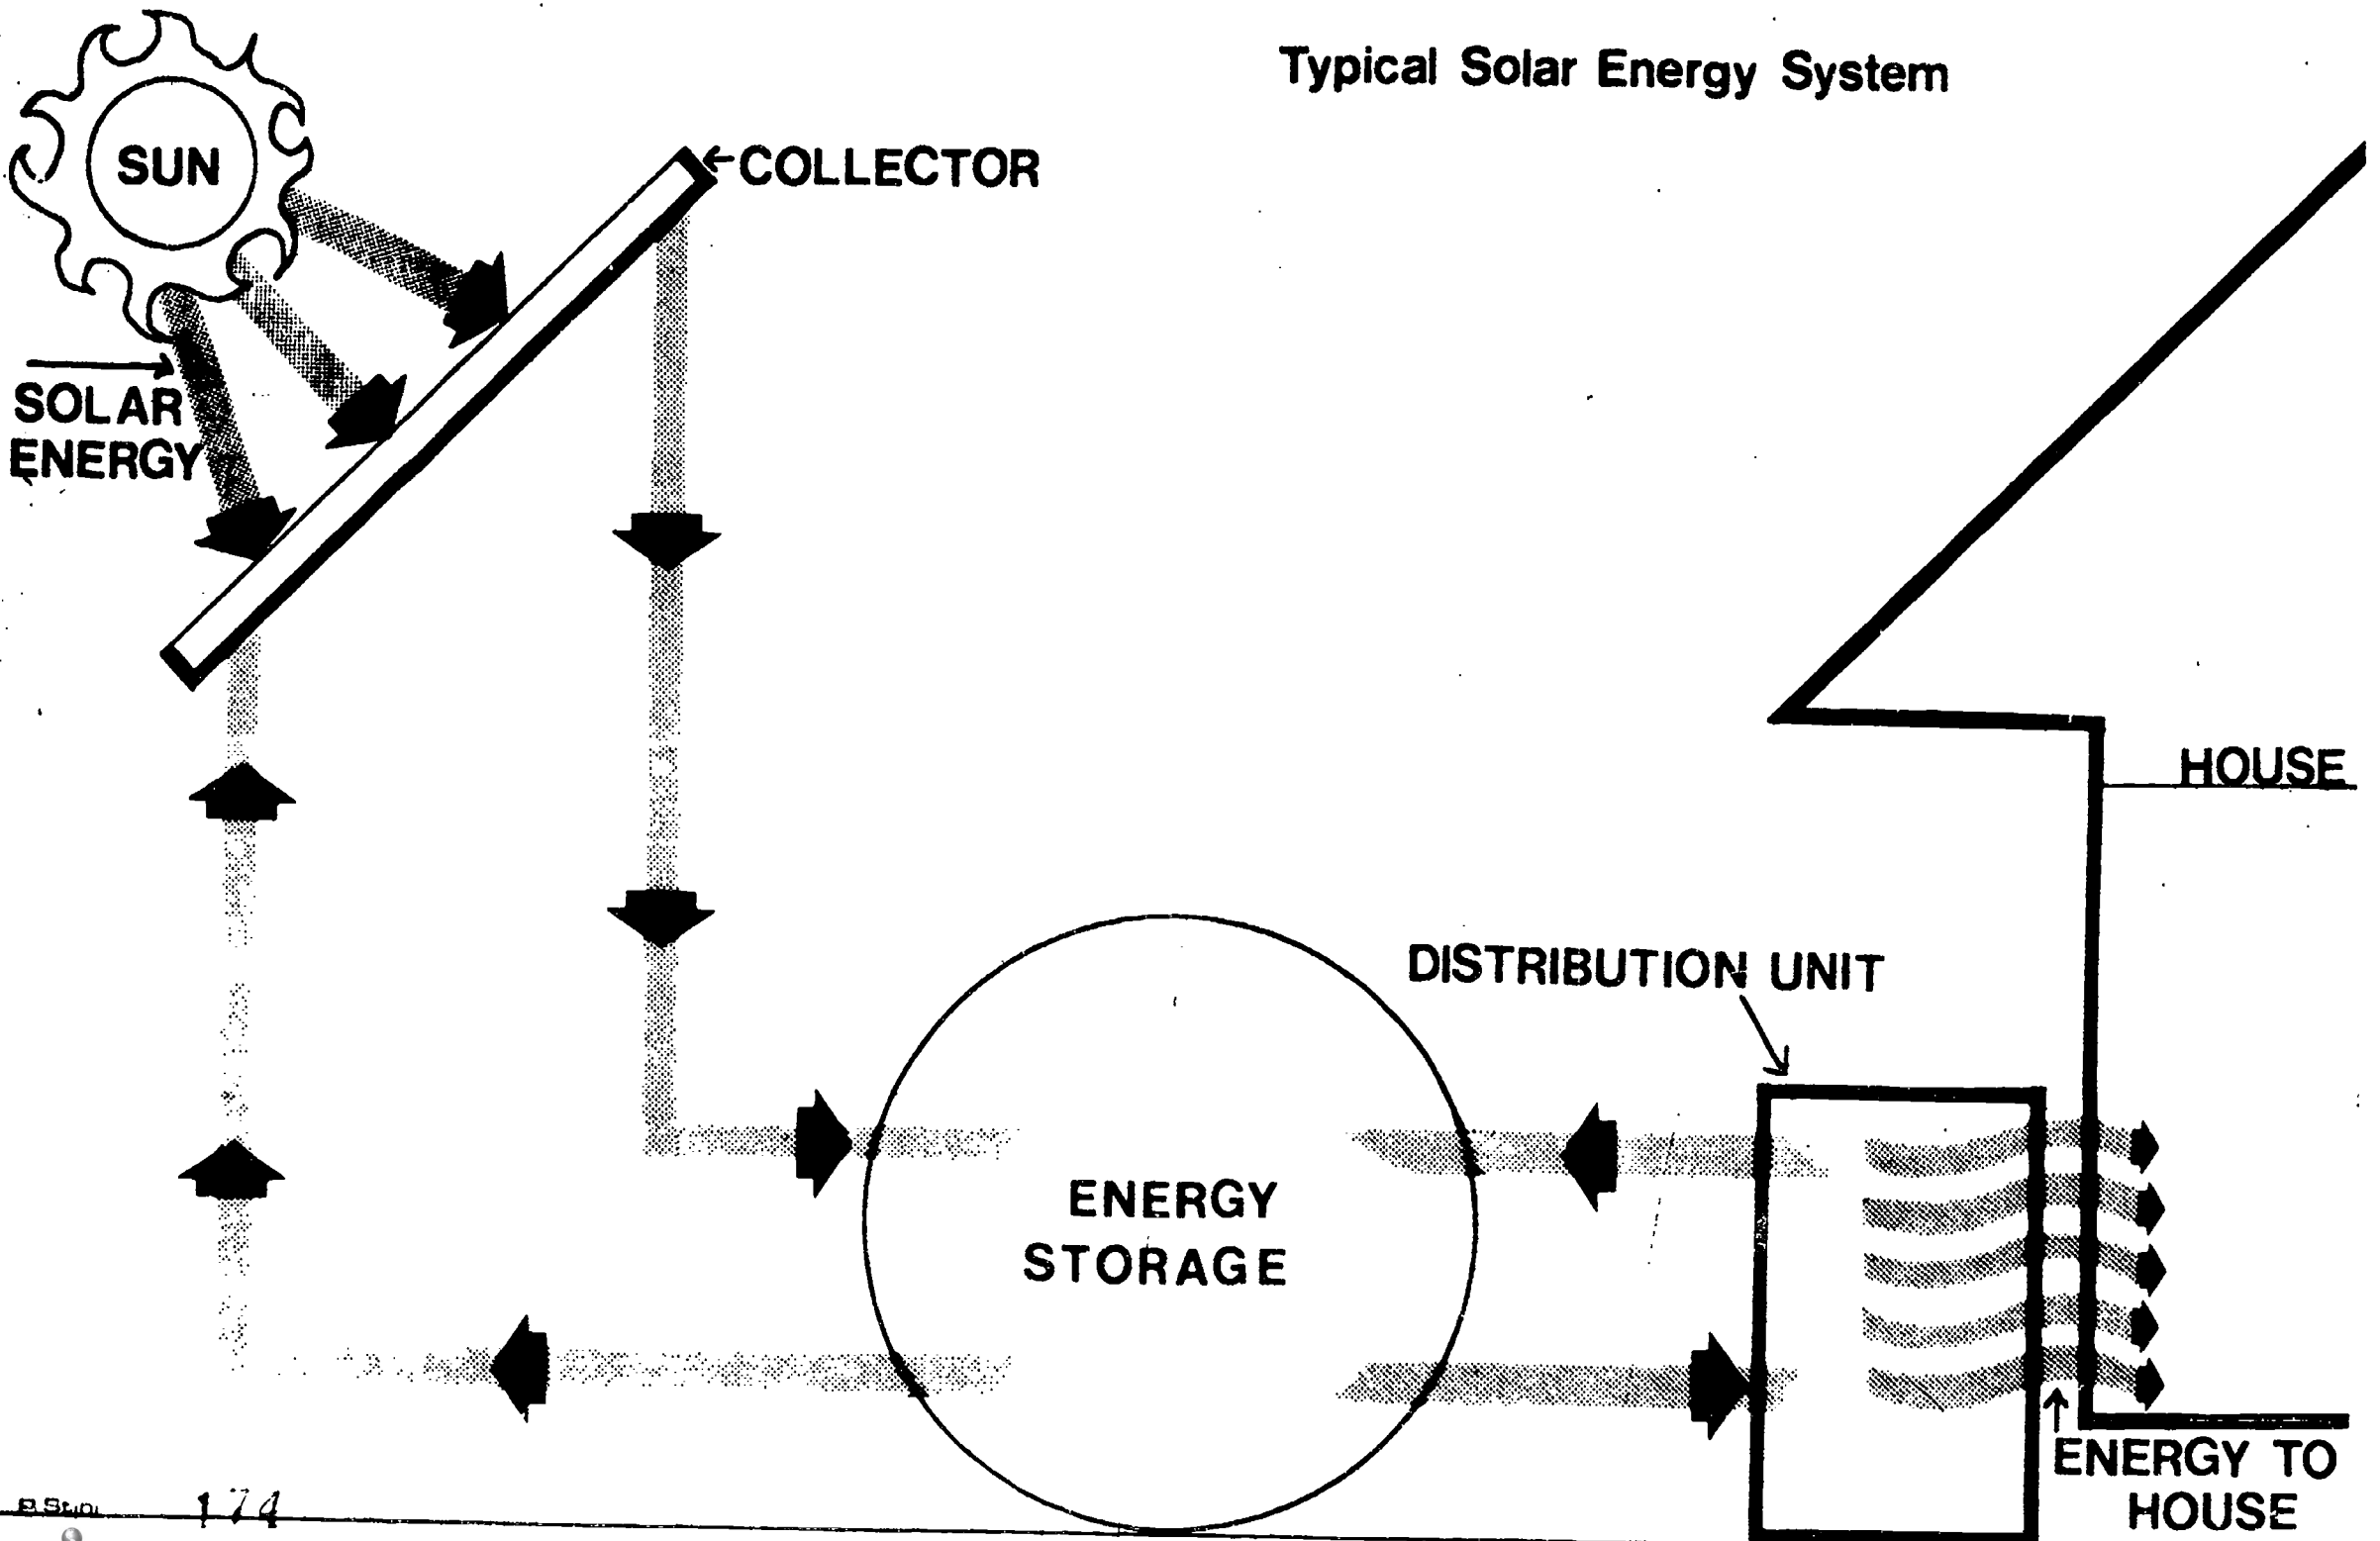 Typical Solar Energy System
SUN
COLLECTOR
SOLAR
ENERGY
HOUSE
DISTRIBUTION UNIT
ENERGY
STORAGE
ENERGY TO
HOUSE
174